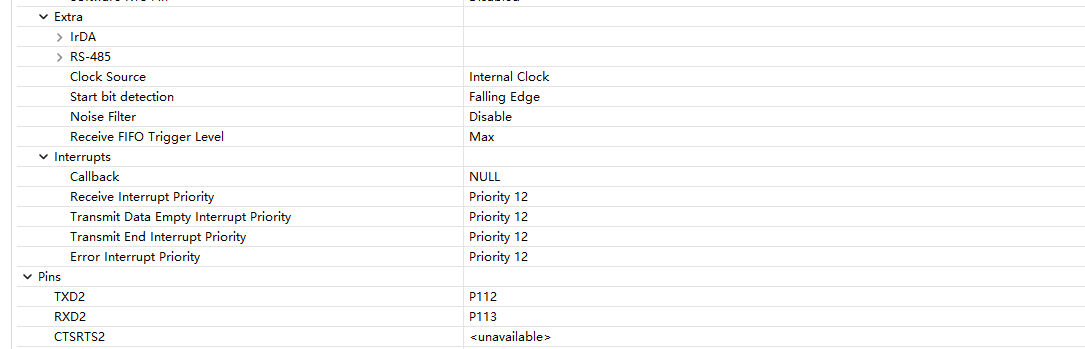 Extra
IrDA
RS-485
Clock Source Internal Clock
Start bit detection Falling Edge
Noise Filter Disable
Receive FIFO Trigger Level Max
Interrupts
Callback NULL
Receive Interrupt Priority Priority 12
Transmit Data Empty Interrupt Priority Priority 12
Transmit End Interrupt Priority Priority 12
Error Interrupt Priority Priority 12
Pins
TXD2 P112
RXD2 P113
CTSRTS2 <unavailable>